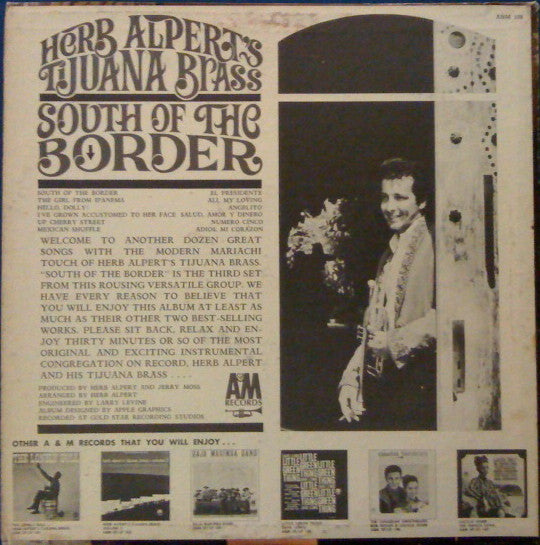 HERB ALPERT'S
TIJUANA BRASS
SOUTH OF THE
BORDER
SOUTH OF THE BORDER
THE GIRL FROM IPANEMA
HELLO, DOLLY!
I'VE GROWN ACCUSTOMED TO HER FACE
UP CHERRY STREET
MEXICAN SHUFFLE
EL PRESIDENTE
ALL MY LOVING
ANGELITO
SALUD, AMOR Y DINERO
NUMERO CINCO
ADIOS, MI CORAZON
WELCOME TO ANOTHER DOZEN GREAT
SONGS WITH THE MODERN MARIACHI
TOUCH OF HERB ALPERT'S TIJUANA BRASS.
"SOUTH OF THE BORDER" IS THE THIRD SET
FROM THIS ROUSING VERSATILE GROUP. WE
HAVE EVERY REASON TO BELIEVE THAT
YOU WILL ENJOY THIS ALBUM AT LEAST AS
MUCH AS THEIR OTHER TWO BEST-SELLING
WORKS. PLEASE SIT BACK, RELAX AND EN-
JOY THIRTY MINUTES OR SO OF THE MOST
ORIGINAL AND EXCITING INSTRUMENTAL
CONGREGATION ON RECORD, HERB ALPERT
AND HIS TIJUANA BRASS ....
PRODUCED BY HERB ALPERT AND JERRY MOSS
ARRANGED BY HERB ALPERT
ENGINEERED BY LARRY LEVINE
ALBUM DESIGNED BY APPLE GRAPHICS
RECORDED AT GOLD STAR RECORDING STUDIOS
A&M
RECORDS
OTHER A & M RECORDS THAT YOU WILL ENJOY . . .
THE LONELY BULL
BAJA MARIMBA BAND
LITTLE
GREEN
THING